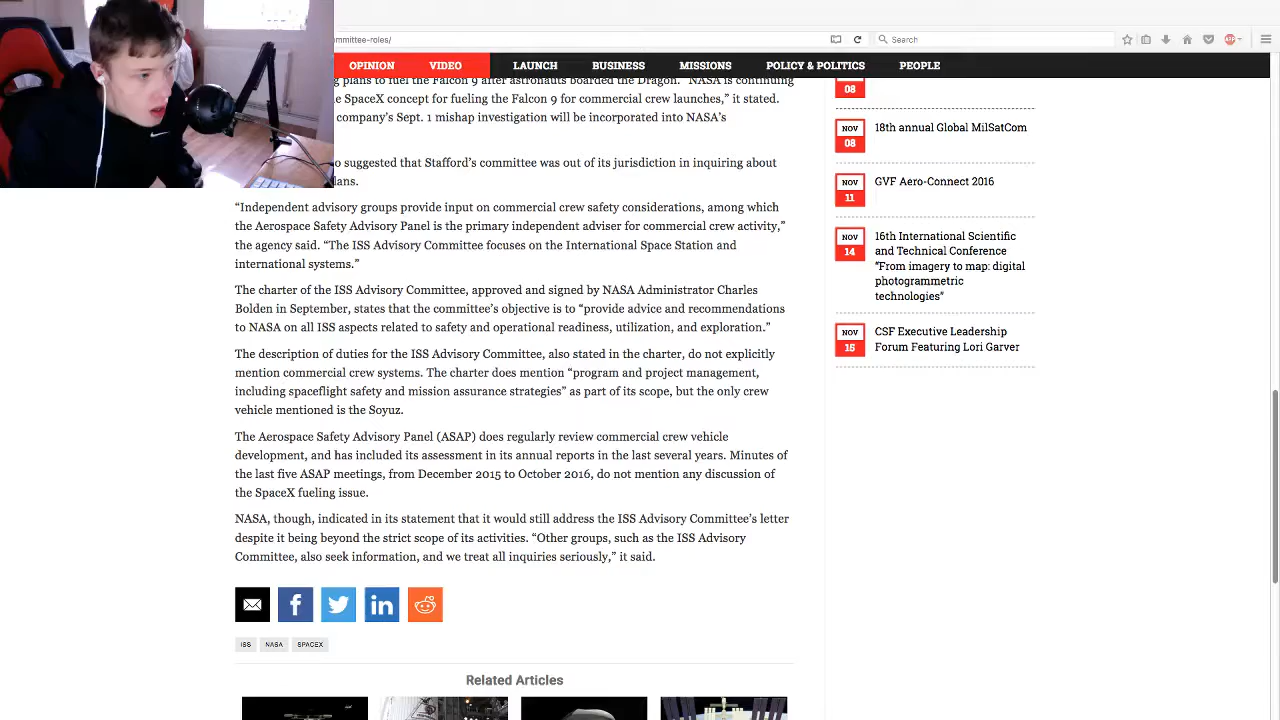 mmittee-roles/
Search
OPINION VIDEO LAUNCH BUSINESS MISSIONS POLICY & POLITICS PEOPLE
g plans to fuel the Falcon 9 after astronauts boarded the Dragon. “NASA is continuing
e SpaceX concept for fueling the Falcon 9 for commercial crew launches,” it stated.
company’s Sept. 1 mishap investigation will be incorporated into NASA’s
o suggested that Stafford’s committee was out of its jurisdiction in inquiring about
lans.
“Independent advisory groups provide input on commercial crew safety considerations, among which
the Aerospace Safety Advisory Panel is the primary independent adviser for commercial crew activity,”
the agency said. “The ISS Advisory Committee focuses on the International Space Station and
international systems.”
The charter of the ISS Advisory Committee, approved and signed by NASA Administrator Charles
Bolden in September, states that the committee’s objective is to “provide advice and recommendations
to NASA on all ISS aspects related to safety and operational readiness, utilization, and exploration.”
The description of duties for the ISS Advisory Committee, also stated in the charter, do not explicitly
mention commercial crew systems. The charter does mention “program and project management,
including spaceflight safety and mission assurance strategies” as part of its scope, but the only crew
vehicle mentioned is the Soyuz.
The Aerospace Safety Advisory Panel (ASAP) does regularly review commercial crew vehicle
development, and has included its assessment in its annual reports in the last several years. Minutes of
the last five ASAP meetings, from December 2015 to October 2016, do not mention any discussion of
the SpaceX fueling issue.
NASA, though, indicated in its statement that it would still address the ISS Advisory Committee’s letter
despite it being beyond the strict scope of its activities. “Other groups, such as the ISS Advisory
Committee, also seek information, and we treat all inquiries seriously,” it said.
f in
ISS NASA SPACEX
Related Articles
08
NOV
08
18th annual Global MilSatCom
NOV
11
GVF Aero-Connect 2016
NOV
14
16th International Scientific
and Technical Conference
“From imagery to map: digital
photogrammetric
technologies”
NOV
15
CSF Executive Leadership
Forum Featuring Lori Garver